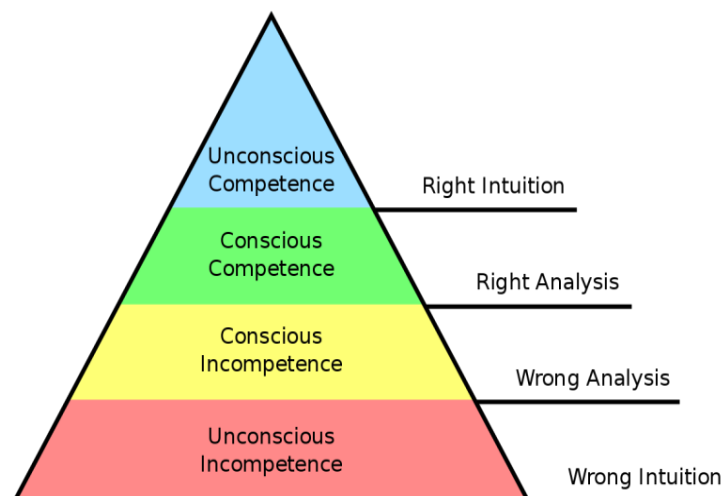 Unconscious
Competence
Right Intuition
Conscious
Competence
Right Analysis
Conscious
Incompetence
Wrong Analysis
Unconscious
Incompetence
Wrong Intuition